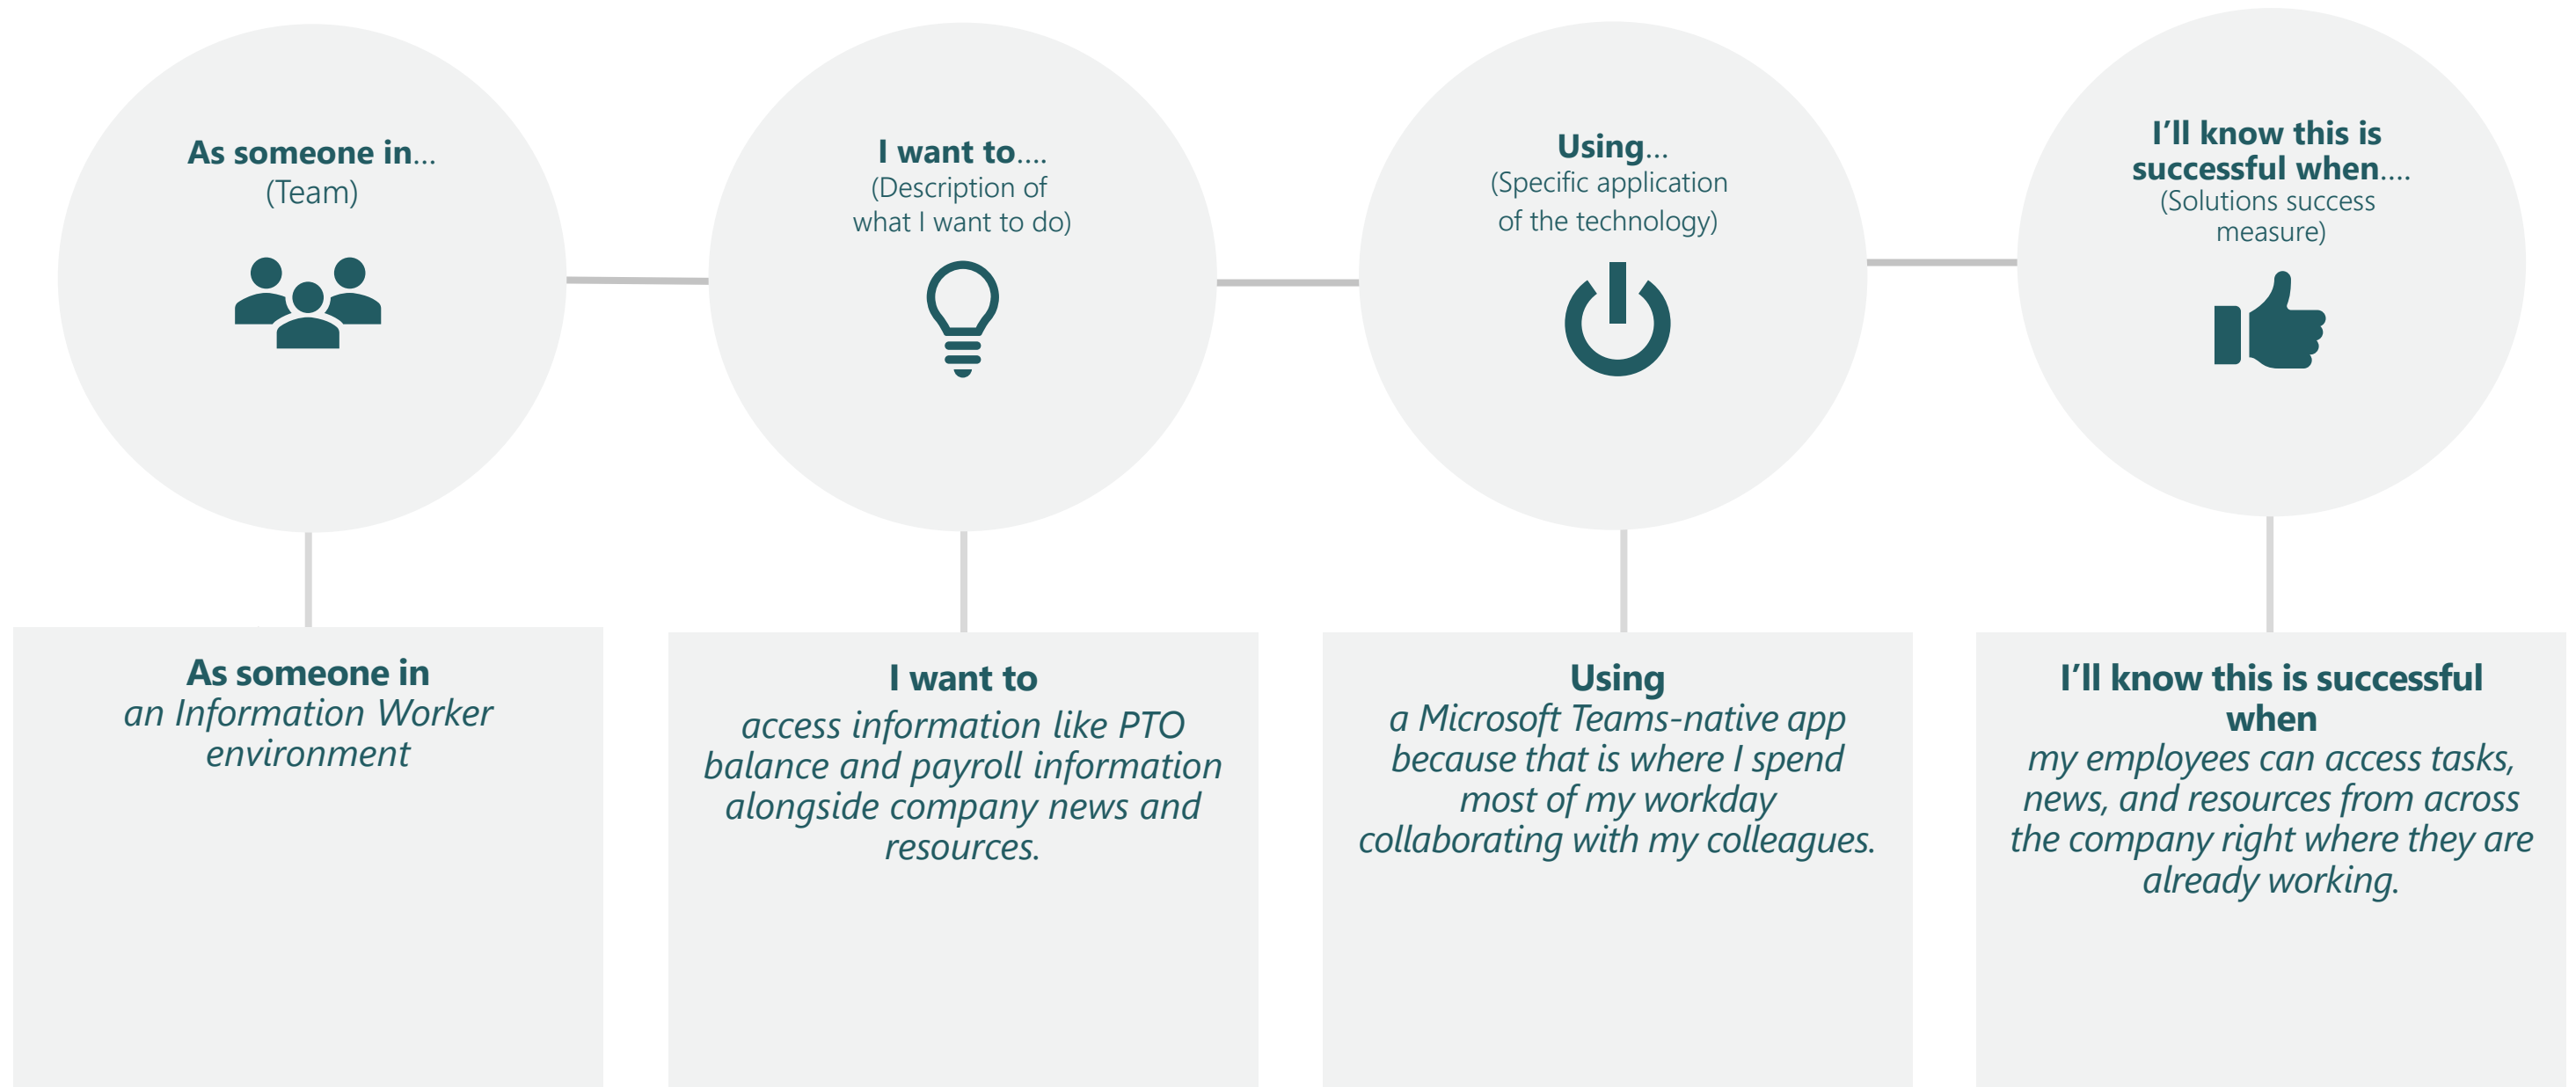 As someone in...
(Team)
I want to....
(Description of
what I want to do)
Using...
(Specific application
of the technology)
I’ll know this is
successful when....
(Solutions success
measure)
As someone in
an Information Worker
environment
I want to
access information like PTO
balance and payroll information
alongside company news and
resources.
Using
a Microsoft Teams-native app
because that is where I spend
most of my workday
collaborating with my colleagues.
I’ll know this is successful
when
my employees can access tasks,
news, and resources from across
the company right where they are
already working.